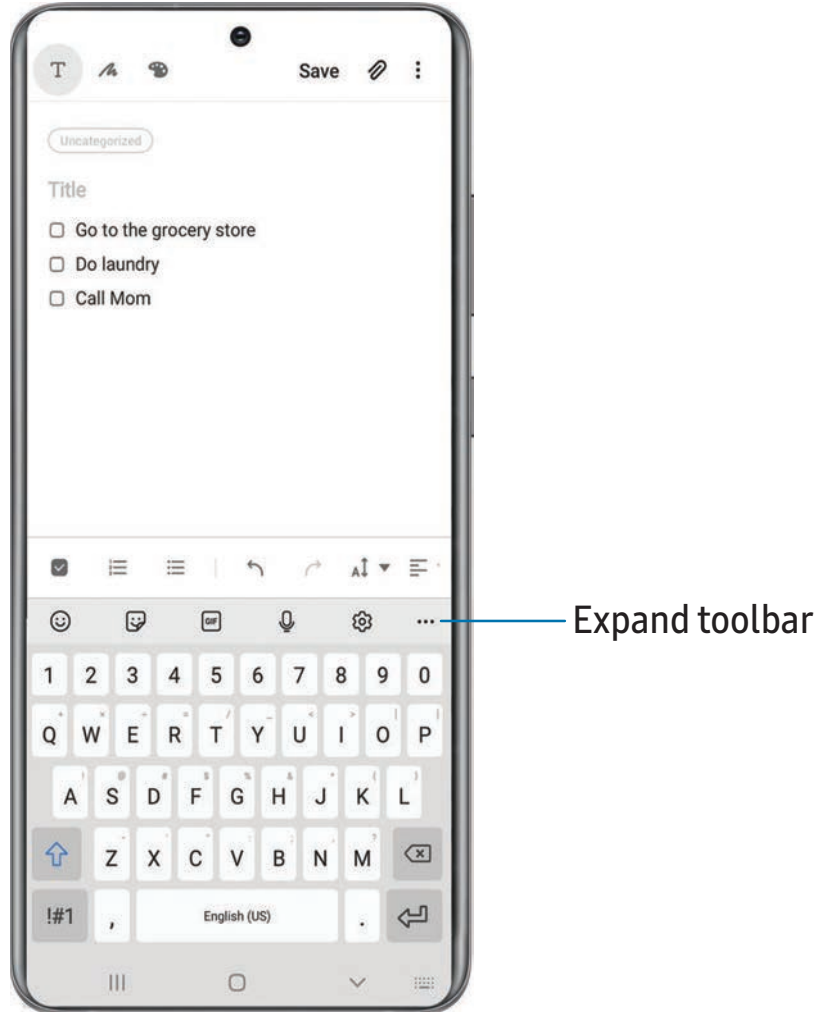 T Save
Uncategorized
Title
Go to the grocery store
Do laundry
Call Mom
A
GIF
Expand toolbar
1 2 3 4 5 6 7 8 9 0
Q W E R T Y U I O P
A S D F G H J K L
Z X C V B N M
!#1 , English (US) .